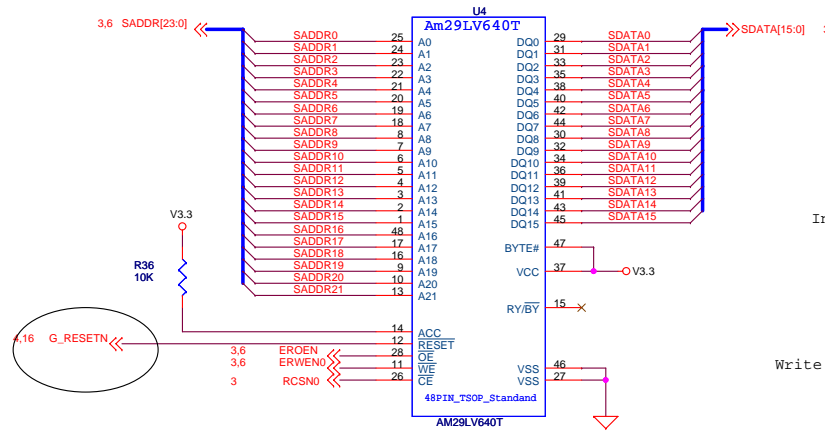 U4
3,6 SADDR[23:0]
Am29LV640T
SDATA[15:0]
SADDR0 25 A0 DQ0 29 SDATA0
SADDR1 24 A1 DQ1 31 SDATA1
SADDR2 23 A2 DQ2 33 SDATA2
SADDR3 22 A3 DQ3 35 SDATA3
SADDR4 21 A4 DQ4 38 SDATA4
SADDR5 20 A5 DQ5 40 SDATA5
SADDR6 19 A6 DQ6 42 SDATA6
SADDR7 18 A7 DQ7 44 SDATA7
SADDR8 8 A8 DQ8 30 SDATA8
SADDR9 7 A9 DQ9 32 SDATA9
SADDR10 6 A10 DQ10 34 SDATA10
SADDR11 5 A11 DQ11 36 SDATA11
SADDR12 4 A12 DQ12 39 SDATA12
SADDR13 3 A13 DQ13 41 SDATA13
SADDR14 2 A14 DQ14 43 SDATA14
SADDR15 1 A15 DQ15 45 SDATA15
SADDR16 48 A16
SADDR17 17 A17 BYTE# 47
SADDR18 16 A18
SADDR19 9 A19 VCC 37 V3.3
SADDR20 10 A20
SADDR21 13 A21
V3.3
R36
10K
RY/BY 15
14 ACC
4,16 G_RESETN 12 RESET
3,6 EROEN 28 OE
3,6 ERWEN0 11 WE VSS 46
3 RCSN0 26 CE VSS 27
48PIN_TSOP_Standand
AM29LV640T
In
Write